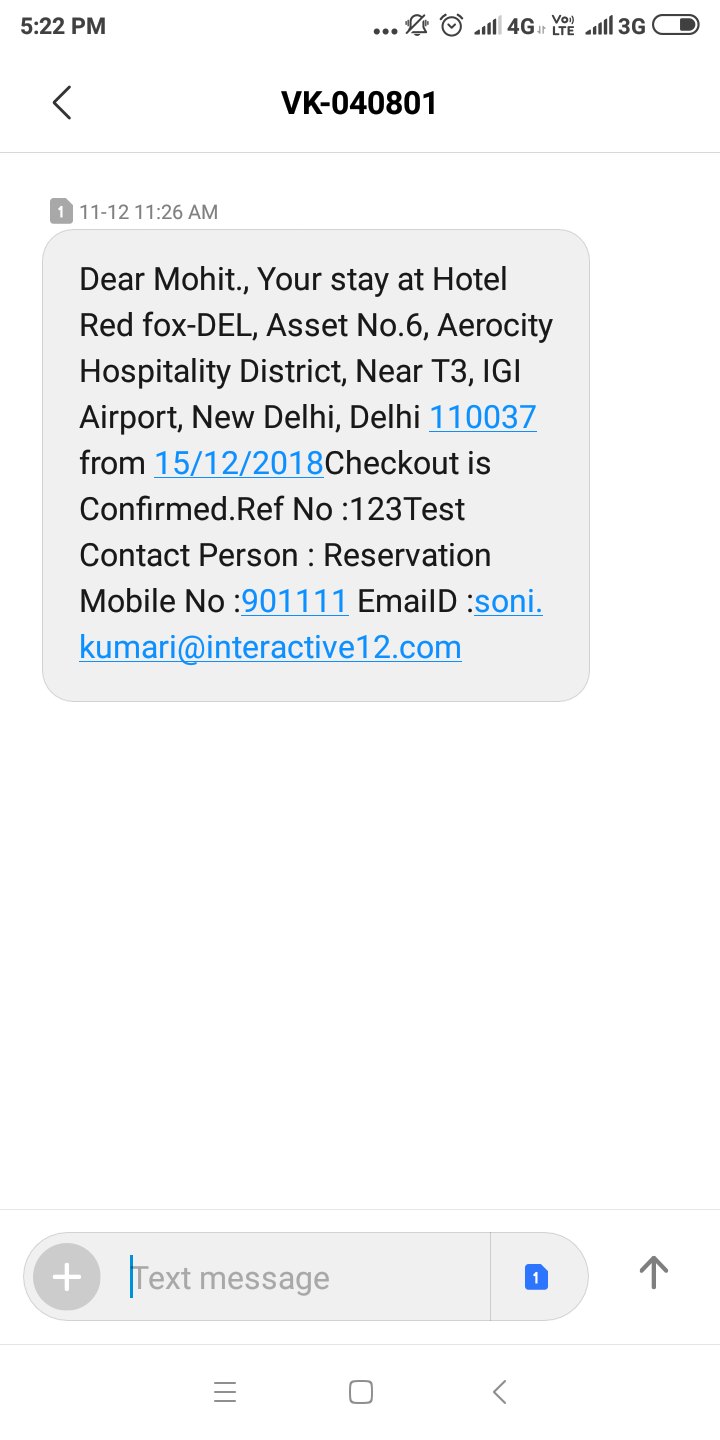 5:22 PM
4G VoLTE 3G
VK-040801
1 11-12 11:26 AM
Dear Mohit., Your stay at Hotel
Red fox-DEL, Asset No.6, Aerocity
Hospitality District, Near T3, IGI
Airport, New Delhi, Delhi 110037
from 15/12/2018Checkout is
Confirmed.Ref No :123Test
Contact Person : Reservation
Mobile No :901111 EmailID :soni.
kumari@interactive12.com
Text message
1